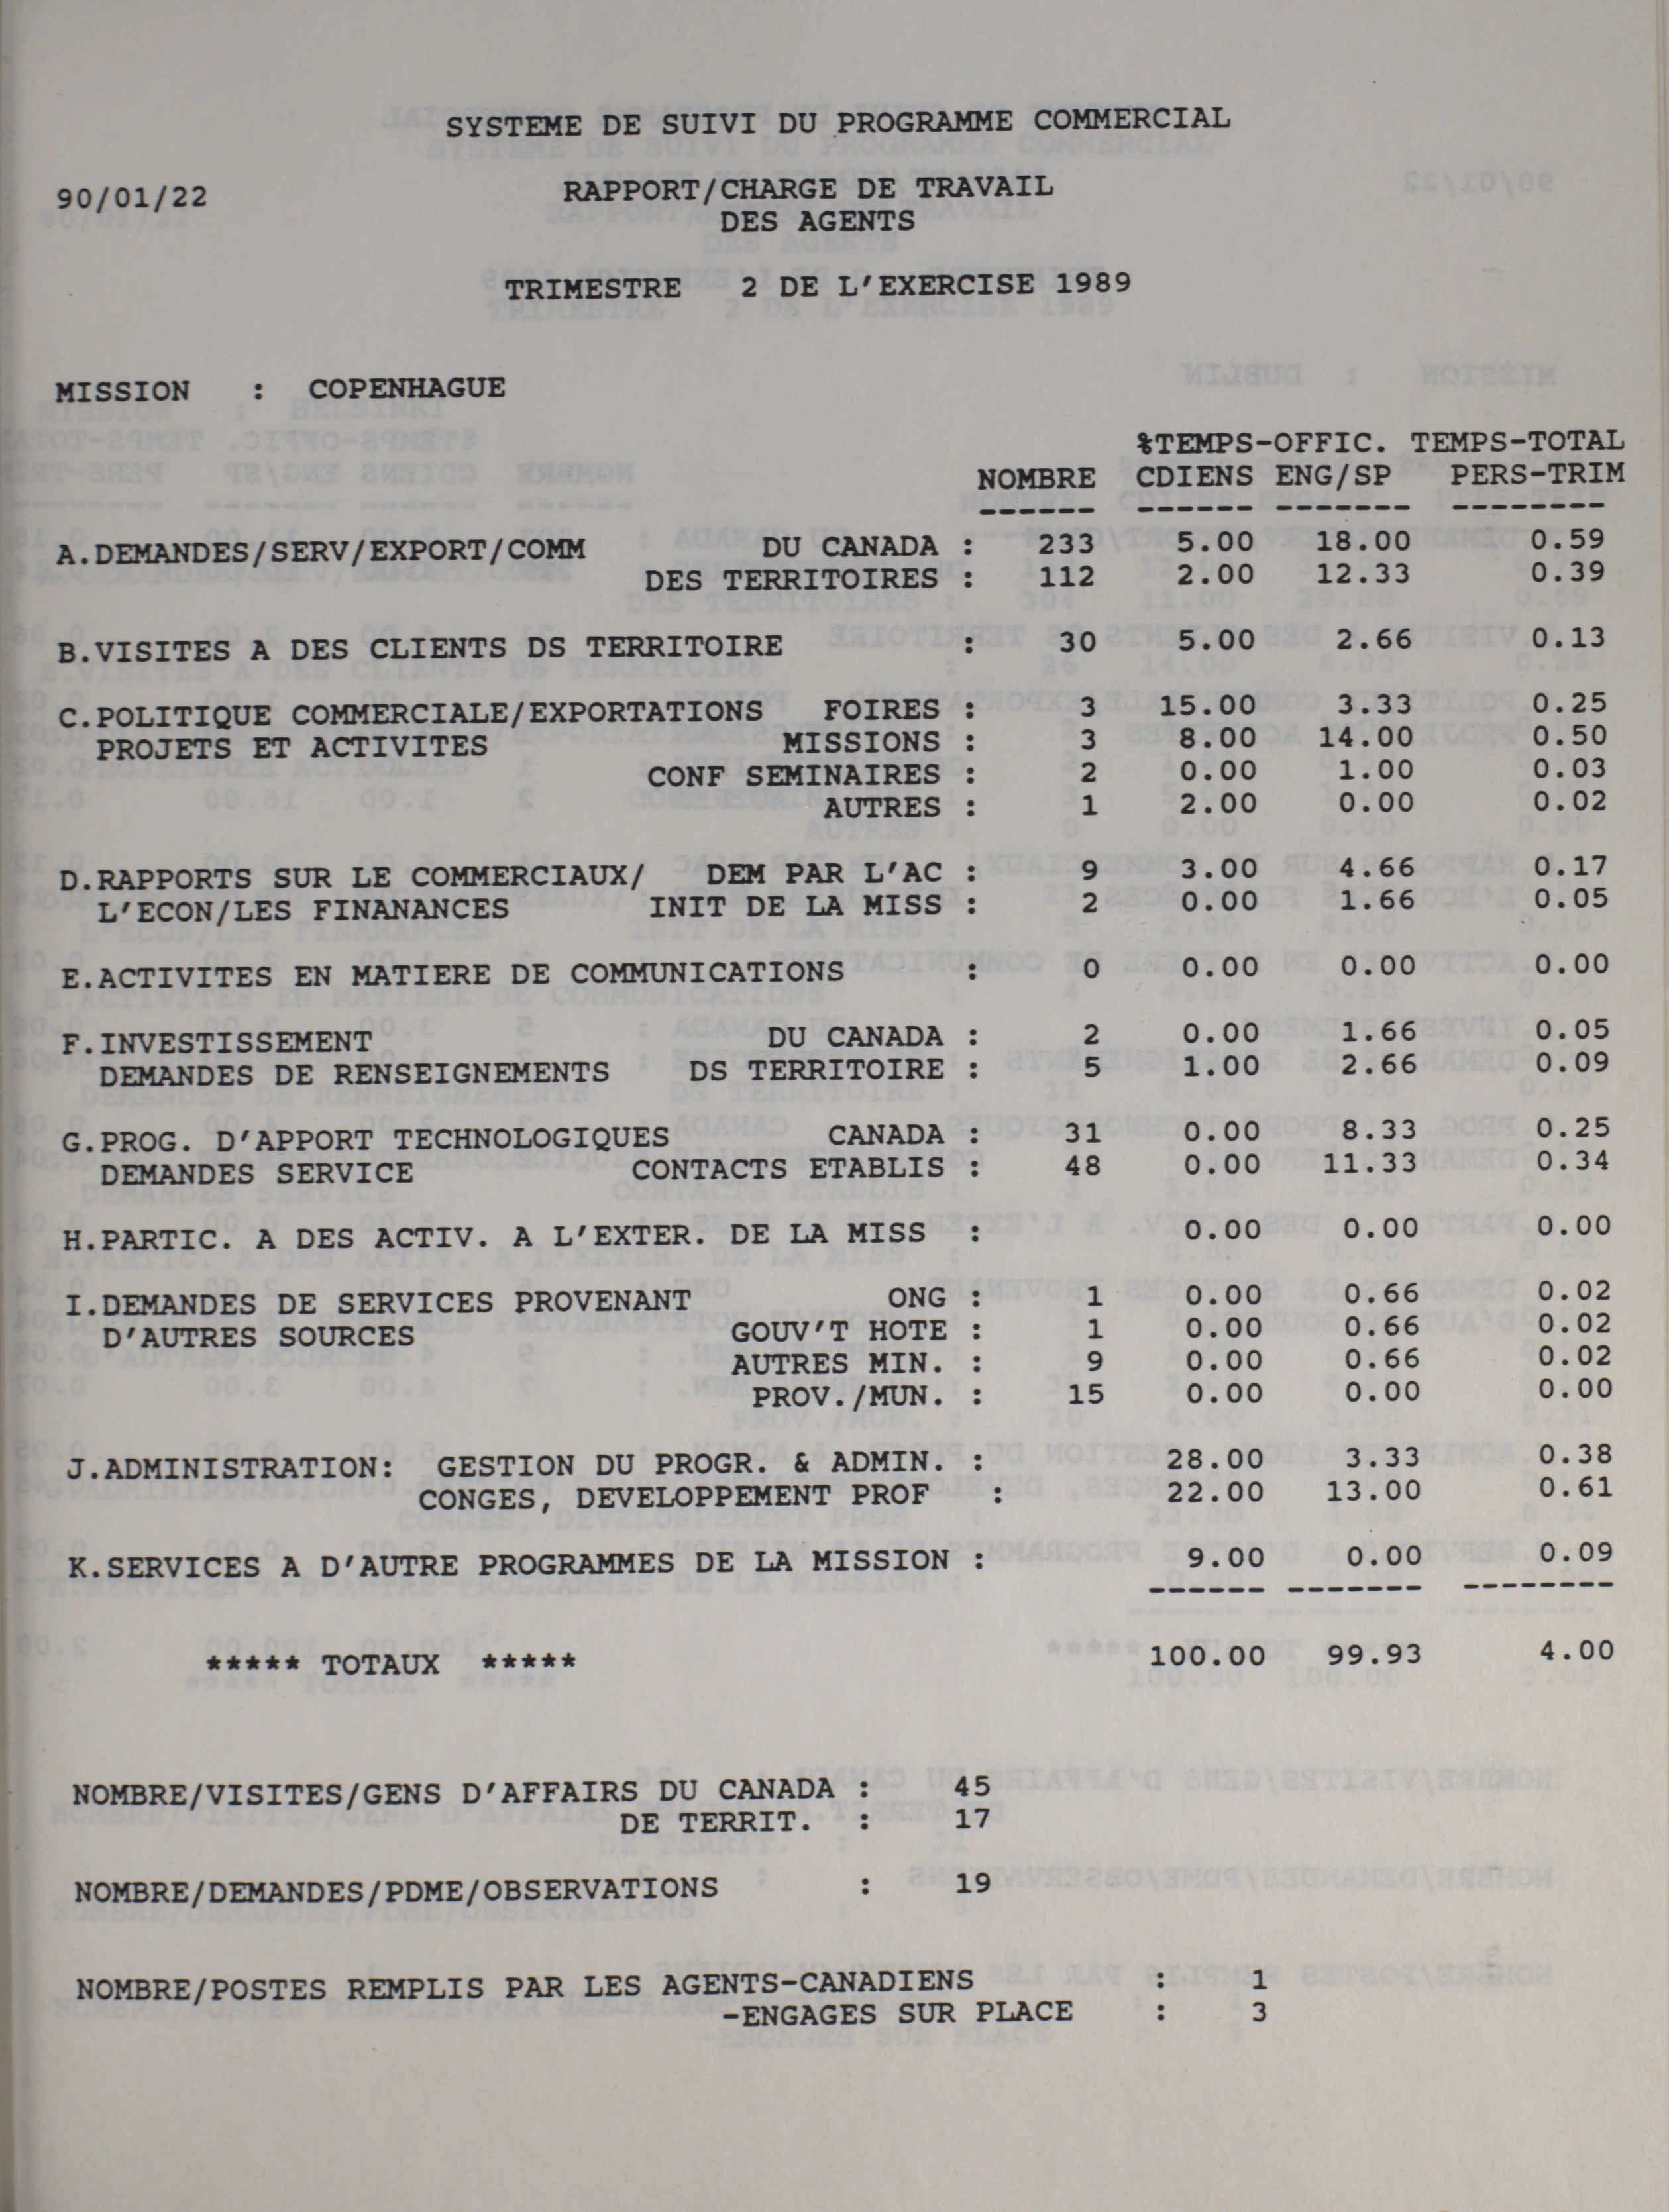 SYSTEME DE SUIVI DU PROGRAMME COMMERCIAL
90/01/22 RAPPORT/CHARGE DE TRAVAIL
DES AGENTS
TRIMESTRE 2 DE L'EXERCISE 1989
MISSION : COPENHAGUE
%TEMPS-OFFIC. TEMPS-TOTAL
NOMBRE CDIENS ENG/SP PERS-TRIM
------ ------ ------- --------
A.DEMANDES/SERV/EXPORT/COMM DU CANADA : 233 5.00 18.00 0.59
DES TERRITOIRES : 112 2.00 12.33 0.39
B.VISITES A DES CLIENTS DS TERRITOIRE : 30 5.00 2.66 0.13
C.POLITIQUE COMMERCIALE/EXPORTATIONS FOIRES : 3 15.00 3.33 0.25
PROJETS ET ACTIVITES MISSIONS : 3 8.00 14.00 0.50
CONF SEMINAIRES : 2 0.00 1.00 0.03
AUTRES : 1 2.00 0.00 0.02
D.RAPPORTS SUR LE COMMERCIAUX/ DEM PAR L'AC : 9 3.00 4.66 0.17
L'ECON/LES FINANANCES INIT DE LA MISS : 2 0.00 1.66 0.05
E.ACTIVITES EN MATIERE DE COMMUNICATIONS : 0 0.00 0.00 0.00
F.INVESTISSEMENT DU CANADA : 2 0.00 1.66 0.05
DEMANDES DE RENSEIGNEMENTS DS TERRITOIRE : 5 1.00 2.66 0.09
G.PROG. D'APPORT TECHNOLOGIQUES CANADA : 31 0.00 8.33 0.25
DEMANDES SERVICE CONTACTS ETABLIS : 48 0.00 11.33 0.34
H.PARTIC. A DES ACTIV. A L'EXTER. DE LA MISS : 0.00 0.00 0.00
I.DEMANDES DE SERVICES PROVENANT ONG : 1 0.00 0.66 0.02
D'AUTRES SOURCES GOUV'T HOTE : 1 0.00 0.66 0.02
AUTRES MIN. : 9 0.00 0.66 0.02
PROV./MUN. : 15 0.00 0.00 0.00
J.ADMINISTRATION: GESTION DU PROGR. & ADMIN. : 28.00 3.33 0.38
CONGES, DEVELOPPEMENT PROF : 22.00 13.00 0.61
K.SERVICES A D'AUTRE PROGRAMMES DE LA MISSION : 9.00 0.00 0.09
------ ------- --------
***** TOTAUX ***** 100.00 99.93 4.00
NOMBRE/VISITES/GENS D'AFFAIRS DU CANADA : 45
DE TERRIT. : 17
NOMBRE/DEMANDES/PDME/OBSERVATIONS : 19
NOMBRE/POSTES REMPLIS PAR LES AGENTS-CANADIENS : 1
-ENGAGES SUR PLACE : 3